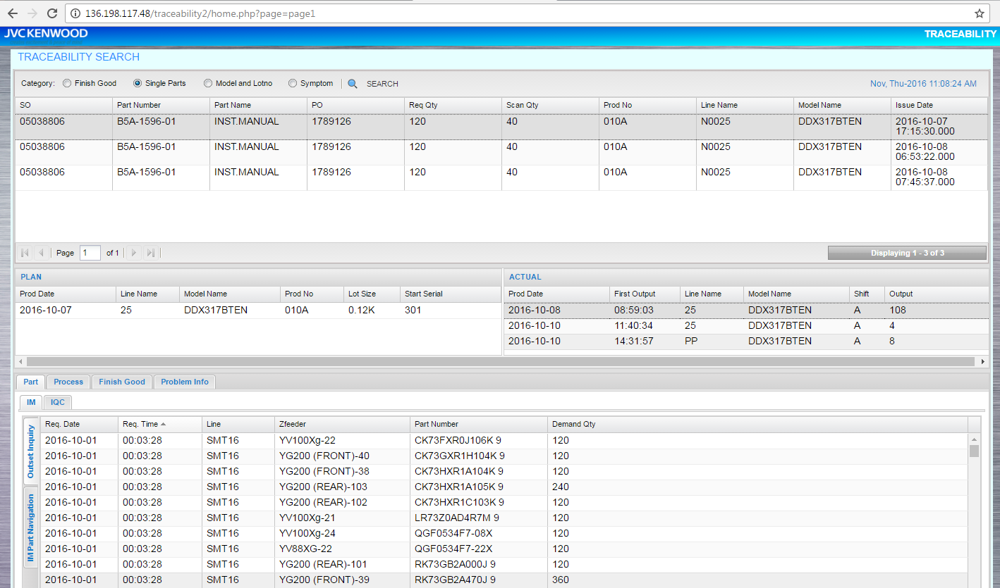 136.198.117.48/traceability2/home.php?page=page1
JVCKENWOOD TRACEABILITY
TRACEABILITY SEARCH
Category: Finish Good Single Parts Model and Lotno Symptom SEARCH Nov, Thu-2016 11:08:24 AM
SO Part Number Part Name PO Req Qty Scan Qty Prod No Line Name Model Name Issue Date
05038806 B5A-1596-01 INST.MANUAL 1789126 120 40 010A N0025 DDX317BTEN 2016-10-07
17:15:30.000
05038806 B5A-1596-01 INST.MANUAL 1789126 120 40 010A N0025 DDX317BTEN 2016-10-08
06:53:22.000
05038806 B5A-1596-01 INST.MANUAL 1789126 120 40 010A N0025 DDX317BTEN 2016-10-08
07:45:37.000
Page 1 of 1 Displaying 1 - 3 of 3
PLAN
Prod Date Line Name Model Name Prod No Lot Size Start Serial
2016-10-07 25 DDX317BTEN 010A 0.12K 301
ACTUAL
Prod Date First Output Line Name Model Name Shift Output
2016-10-08 08:59:03 25 DDX317BTEN A 108
2016-10-10 11:40:34 25 DDX317BTEN A 4
2016-10-10 14:31:57 PP DDX317BTEN A 8
Part Process Finish Good Problem Info
IM IQC
Outset Inquiry
IM Part Navigation
Req. Date Req. Time Line Zfeeder Part Number Demand Qty
2016-10-01 00:03:28 SMT16 YV100Xg-22 CK73FXR0J106K 9 120
2016-10-01 00:03:28 SMT16 YG200 (FRONT)-40 CK73GXR1H104K 9 120
2016-10-01 00:03:28 SMT16 YG200 (FRONT)-38 CK73HXR1A104K 9 120
2016-10-01 00:03:28 SMT16 YG200 (REAR)-103 CK73HXR1A105K 9 240
2016-10-01 00:03:28 SMT16 YG200 (REAR)-102 CK73HXR1C103K 9 120
2016-10-01 00:03:28 SMT16 YV100Xg-21 LR73Z0AD4R7M 9 120
2016-10-01 00:03:28 SMT16 YV100Xg-24 QGF0534F7-08X 120
2016-10-01 00:03:28 SMT16 YV88XG-22 QGF0534F7-22X 120
2016-10-01 00:03:28 SMT16 YG200 (REAR)-101 RK73GB2A000J 9 120
2016-10-01 00:03:28 SMT16 YG200 (FRONT)-39 RK73GB2A470J 9 360